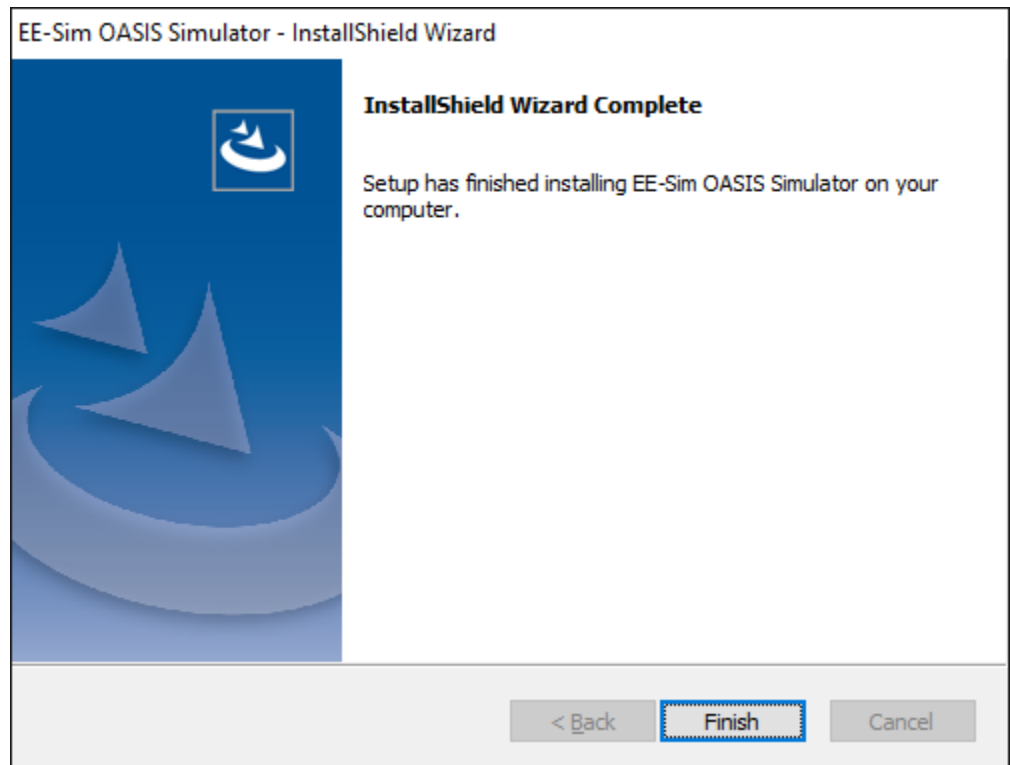 EE-Sim OASIS Simulator - InstallShield Wizard
InstallShield Wizard Complete
Setup has finished installing EE-Sim OASIS Simulator on your
computer.
< Back
Finish
Cancel